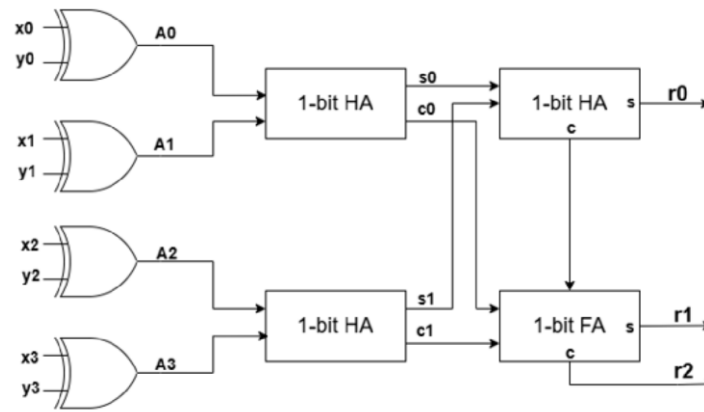 x0
A0
y0
s0
1-bit HA
1-bit HA
s
r0
c0
c
x1
A1
y1
x2
A2
y2
s1
1-bit HA
1-bit FA
s
r1
c1
c
x3
A3
y3
r2